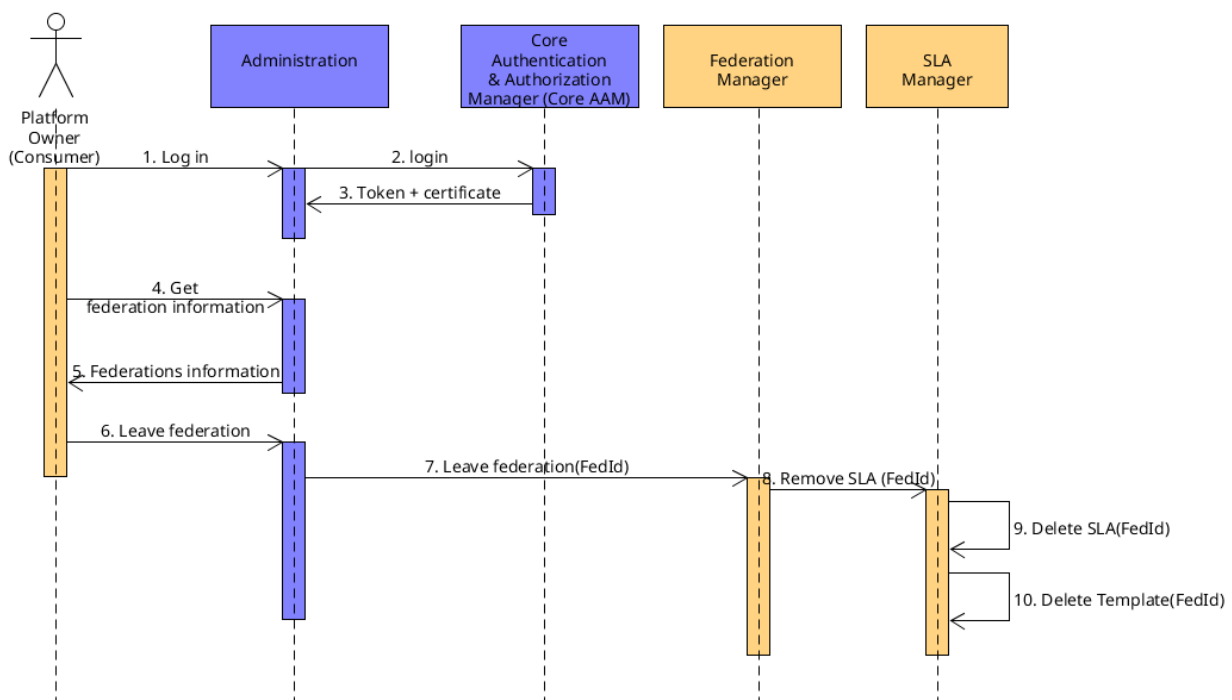 Platform
Owner
(Consumer)
Administration
Core
Authentication
& Authorization
Manager (Core AAM)
Federation
Manager
SLA
Manager
1. Log in
2. login
3. Token + certificate
4. Get
federation information
5. Federations information
6. Leave federation
7. Leave federation(FedId)
8. Remove SLA (FedId)
9. Delete SLA(FedId)
10. Delete Template(FedId)